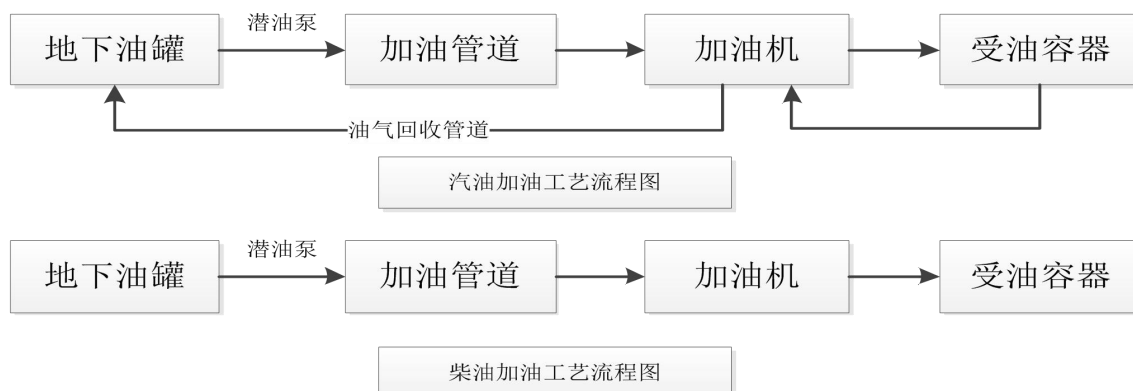 潜油泵
地下油罐
加油管道
加油机
受油容器
油气回收管道
汽油加油工艺流程图
潜油泵
地下油罐
加油管道
加油机
受油容器
柴油加油工艺流程图